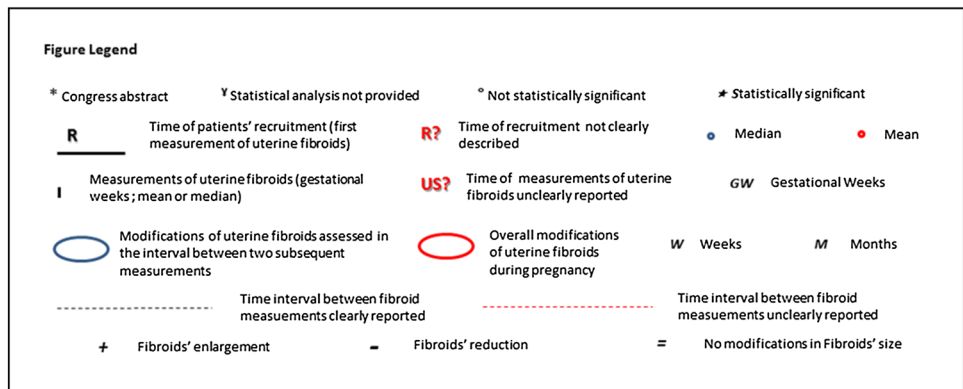 Figure Legend
* Congress abstract ¥ Statistical analysis not provided ° Not statistically significant ★ Statistically significant
R Time of patients' recruitment (first measurement of uterine fibroids)
R? Time of recruitment not clearly described
Median
Mean
I Measurements of uterine fibroids (gestational weeks ; mean or median)
US? Time of measurements of uterine fibroids unclearly reported
GW Gestational Weeks
Modifications of uterine fibroids assessed in the interval between two subsequent measurements
Overall modifications of uterine fibroids during pregnancy
W Weeks
M Months
Time interval between fibroid measuements clearly reported
Time interval between fibroid measuements unclearly reported
+ Fibroids' enlargement - Fibroids' reduction = No modifications in Fibroids' size